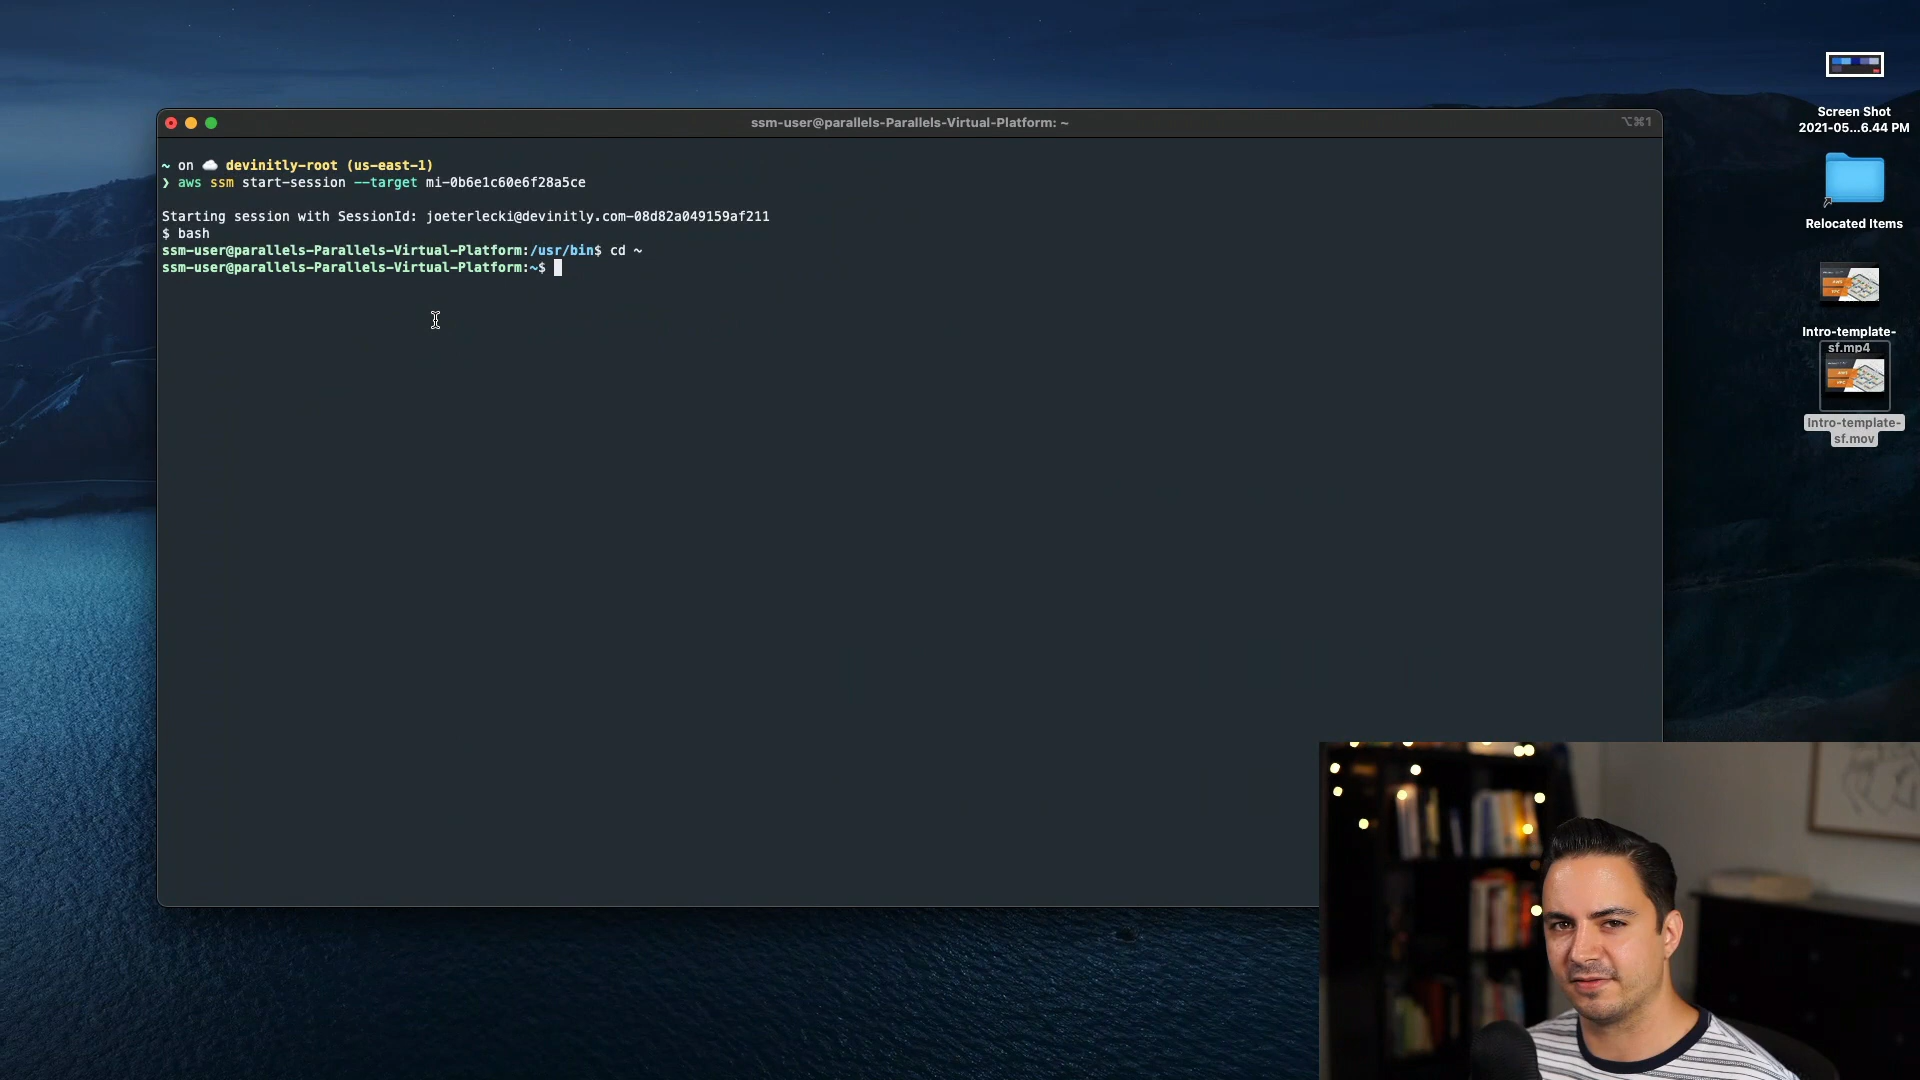 ssm-user@parallels-Parallels-Virtual-Platform: ~
⌥⌘1
~ on ☁️ devinitly-root (us-east-1)
❯ aws ssm start-session --target mi-0b6e1c60e6f28a5ce
Starting session with SessionId: joeterlecki@devinitly.com-08d82a049159af211
$ bash
ssm-user@parallels-Parallels-Virtual-Platform:/usr/bin$ cd ~
ssm-user@parallels-Parallels-Virtual-Platform:~$
Screen Shot
2021-05...6.44 PM
Relocated Items
Intro-template-
sf.mp4
Intro-template-
sf.mov